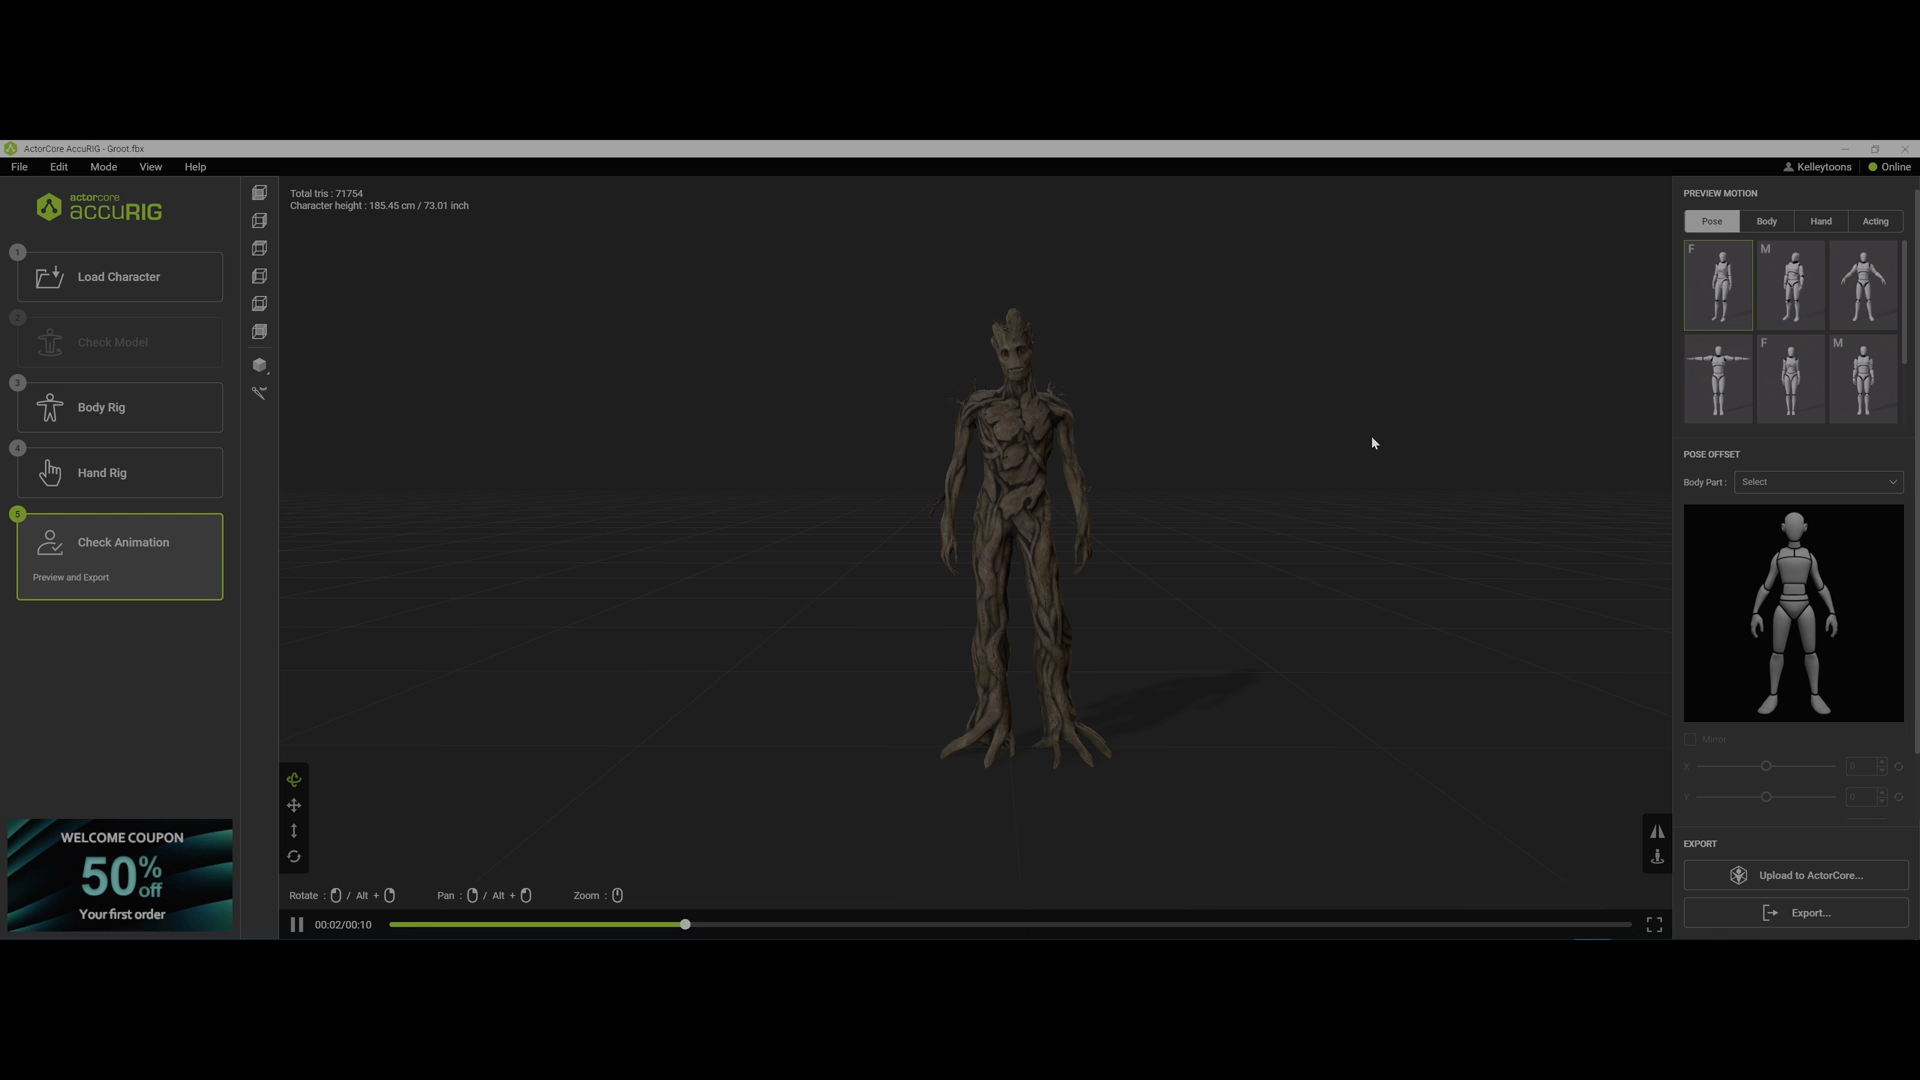 ActorCore AccuRIG - Groot.fbx
File Edit Mode View Help
Kelleytoons Online
actorcore
accuRIG
1
Load Character
2
Check Model
3
Body Rig
4
Hand Rig
5
Check Animation
Preview and Export
WELCOME COUPON
50% off
Your first order
Total tris : 71754
Character height : 185.45 cm / 73.01 inch
Rotate : / Alt + Pan : / Alt + Zoom :
00:02/00:10
PREVIEW MOTION
Pose Body Hand Acting
F M
F M
POSE OFFSET
Body Part : Select
Mirror
X 0
Y 0
EXPORT
Upload to ActorCore...
Export...